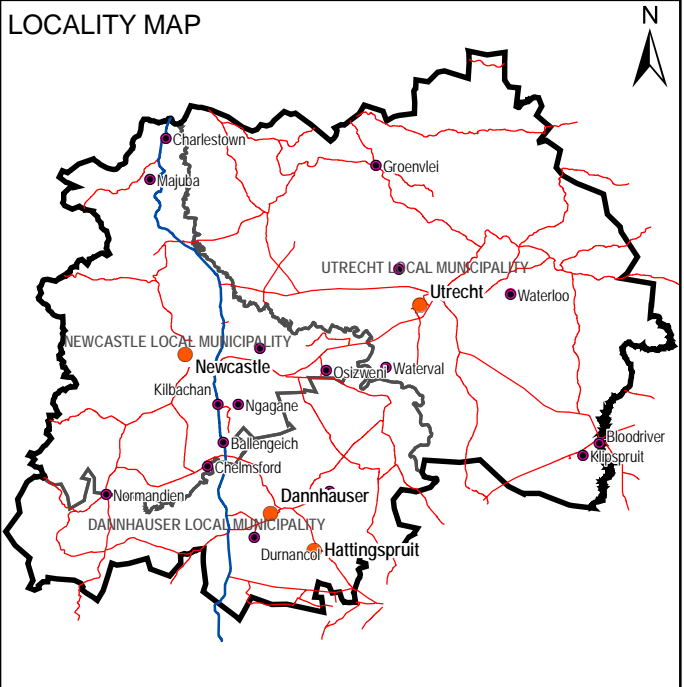 LOCALITY MAP
N
Charlestown
Groenvlei
Majuba
UTRECHT LOCAL MUNICIPALITY
Utrecht
Waterloo
NEWCASTLE LOCAL MUNICIPALITY
Newcastle
Osizweni
Waterval
Kilbachan
Ngagane
Ballengeich
Bloodriver
Klipspruit
Chelmsford
Normandien
Dannhauser
DANNHAUSER LOCAL MUNICIPALITY
Durnancol
Hattingspruit